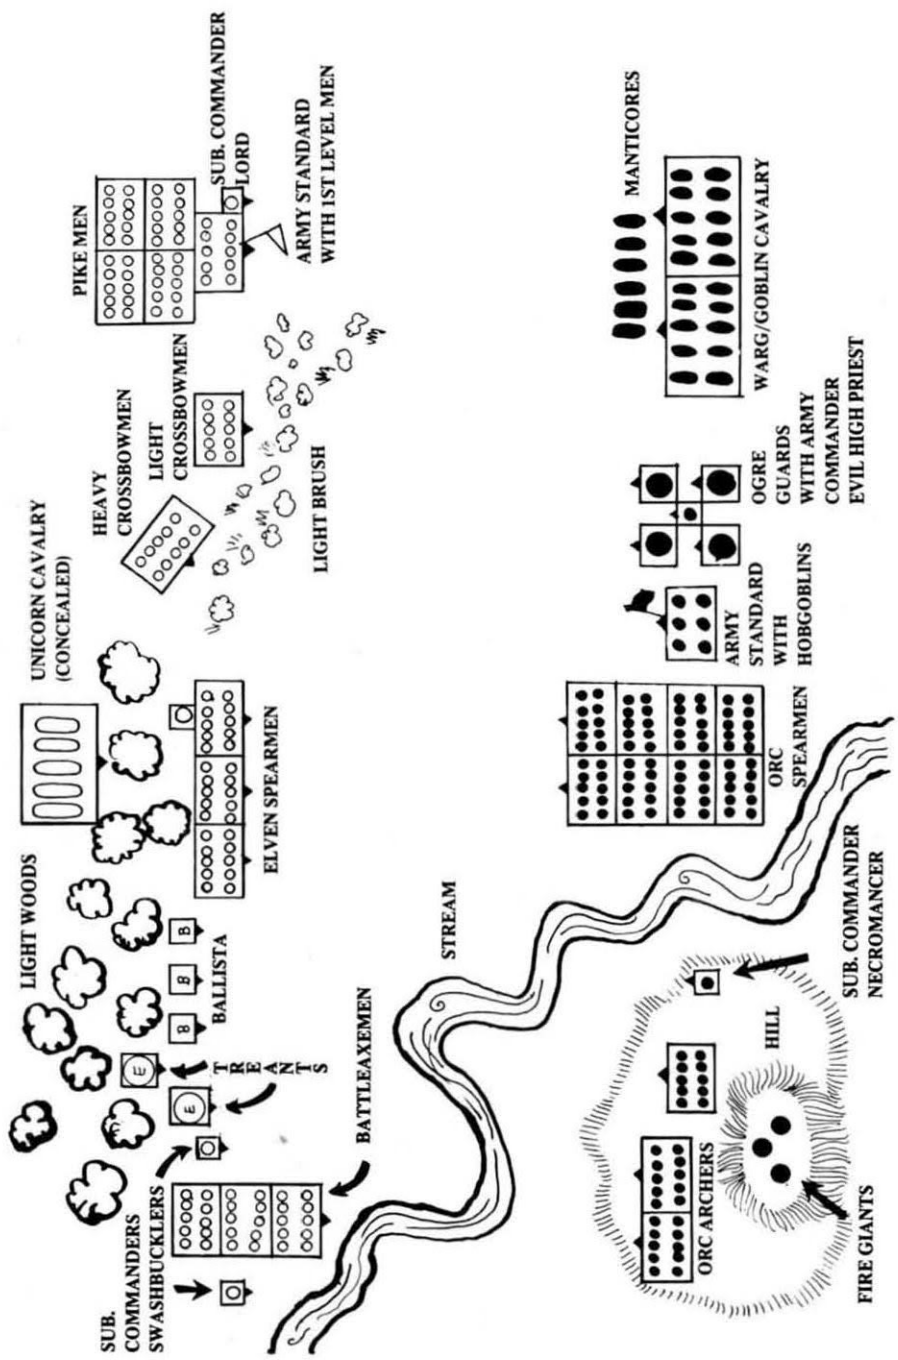 LIGHT WOODS
UNICORN CAVALRY
(CONCEALED)
PIKE MEN
HEAVY
CROSSBOWMEN
LIGHT
CROSSBOWMEN
SUB. COMMANDER
LORD
ARMY STANDARD
WITH 1ST LEVEL MEN
SUB.
COMMANDERS
SWASHBUCKLERS
E
E
B
B
B
BALLISTA
TREANTS
ELVEN SPEARMEN
LIGHT BRUSH
BATTLEAXEMEN
STREAM
MANTICORES
ORC ARCHERS
HILL
FIRE GIANTS
SUB. COMMANDER
NECROMANCER
ORC
SPEARMEN
ARMY
STANDARD
WITH
HOBGOBLINS
OGRE
GUARDS
WITH ARMY
COMMANDER
EVIL HIGH PRIEST
WARG/GOBLIN CAVALRY